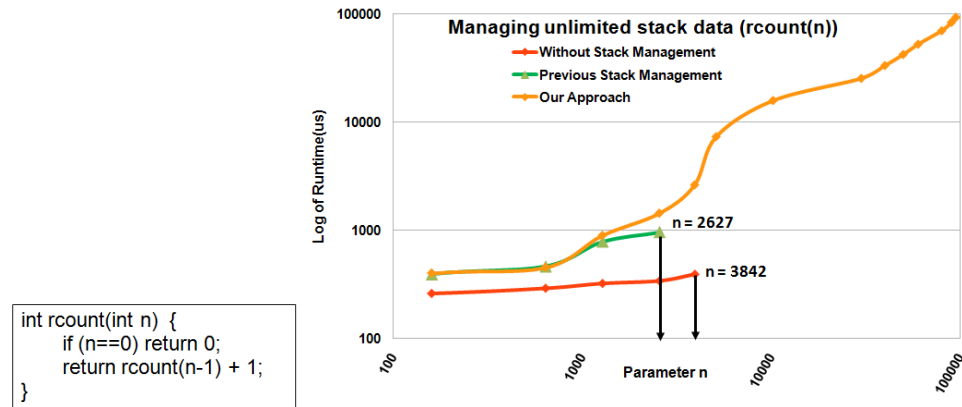 Managing unlimited stack data (rcount(n))
Without Stack Management
Previous Stack Management
Our Approach
Log of Runtime(us)
100000
10000
1000
100
n = 2627
n = 3842
100
1000
10000
100000
Parameter n
int rcount(int n) {
if (n==0) return 0;
return rcount(n-1) + 1;
}